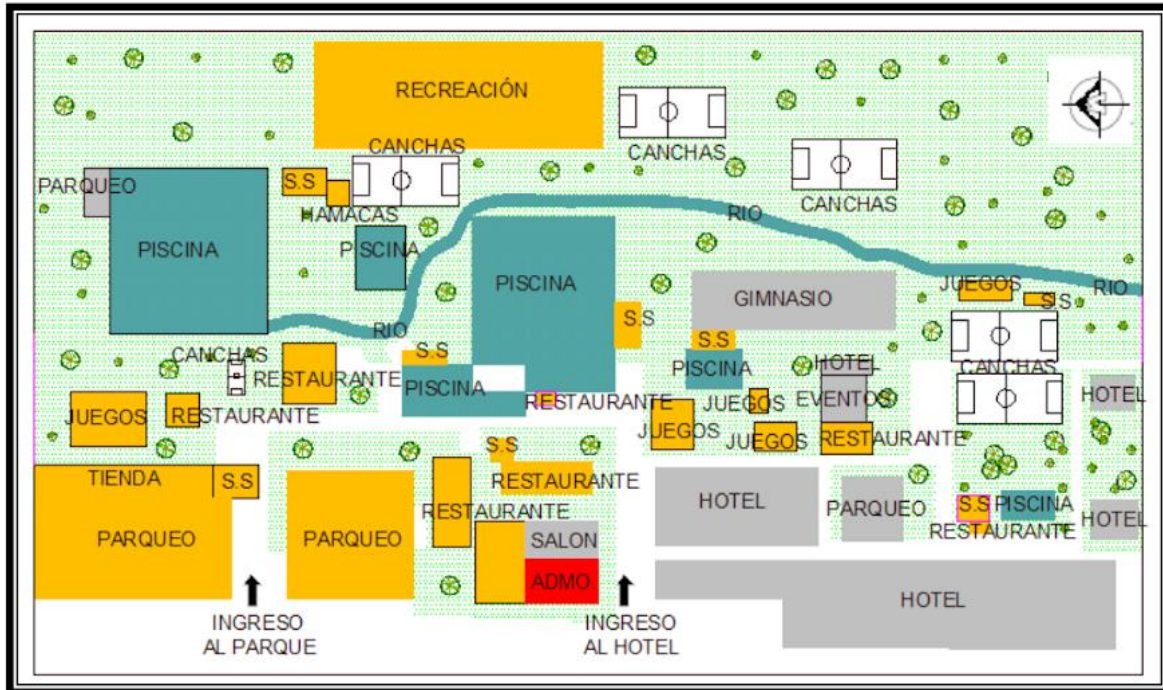 RECREACIÓN
CANCHAS
CANCHAS
CANCHAS
PARQUEO
S.S
HAMACAS
PISCINA
PISCINA
RIO
PISCINA
GIMNASIO
JUEGOS
S.S
RIO
S.S
RIO
S.S
S.S
CANCHAS
RESTAURANTE
PISCINA
PISCINA
HOTEL
CANCHAS
JUEGOS
RESTAURANTE
RESTAURANTE
JUEGOS
JUEGOS
EVENTOS
HOTEL
JUEGOS
RESTAURANTE
TIENDA
S.S
S.S
RESTAURANTE
RESTAURANTE
HOTEL
PARQUEO
S.S
PISCINA
RESTAURANTE
HOTEL
PARQUEO
PARQUEO
SALON
ADMO.
HOTEL
INGRESO
AL PARQUE
INGRESO
AL HOTEL